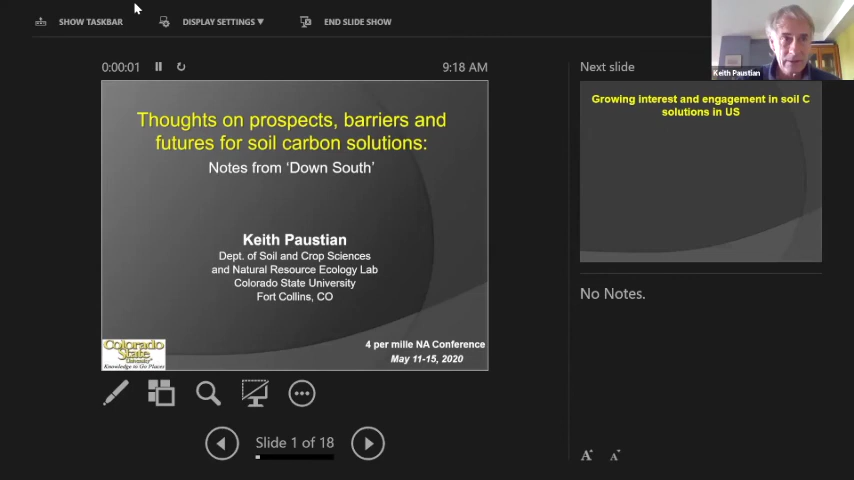 SHOW TASKBAR
DISPLAY SETTINGS ▼
END SLIDE SHOW
Keith Paustian
0:00:01
9:18 AM
Next slide
Thoughts on prospects, barriers and
futures for soil carbon solutions:
Notes from ‘Down South’
Keith Paustian
Dept. of Soil and Crop Sciences
and Natural Resource Ecology Lab
Colorado State University
Fort Collins, CO
Colorado
State
University
Knowledge to Go Places
4 per mille NA Conference
May 11-15, 2020
Growing interest and engagement in soil C
solutions in US
No Notes.
Slide 1 of 18
A A